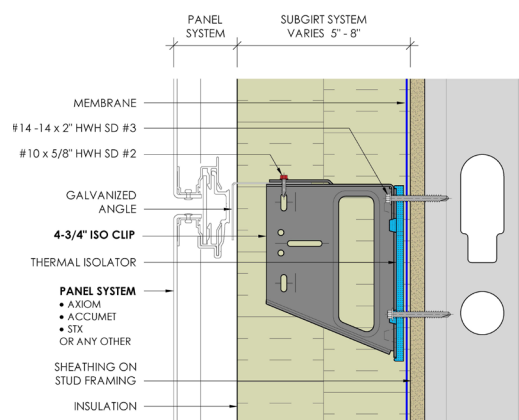 PANEL
SYSTEM
SUBGIRT SYSTEM
VARIES 5" - 8"
MEMBRANE
#14 -14 x 2" HWH SD #3
#10 x 5/8" HWH SD #2
GALVANIZED
ANGLE
4-3/4" ISO CLIP
THERMAL ISOLATOR
PANEL SYSTEM
• AXIOM
• ACCUMET
• STX
OR ANY OTHER
SHEATHING ON
STUD FRAMING
INSULATION